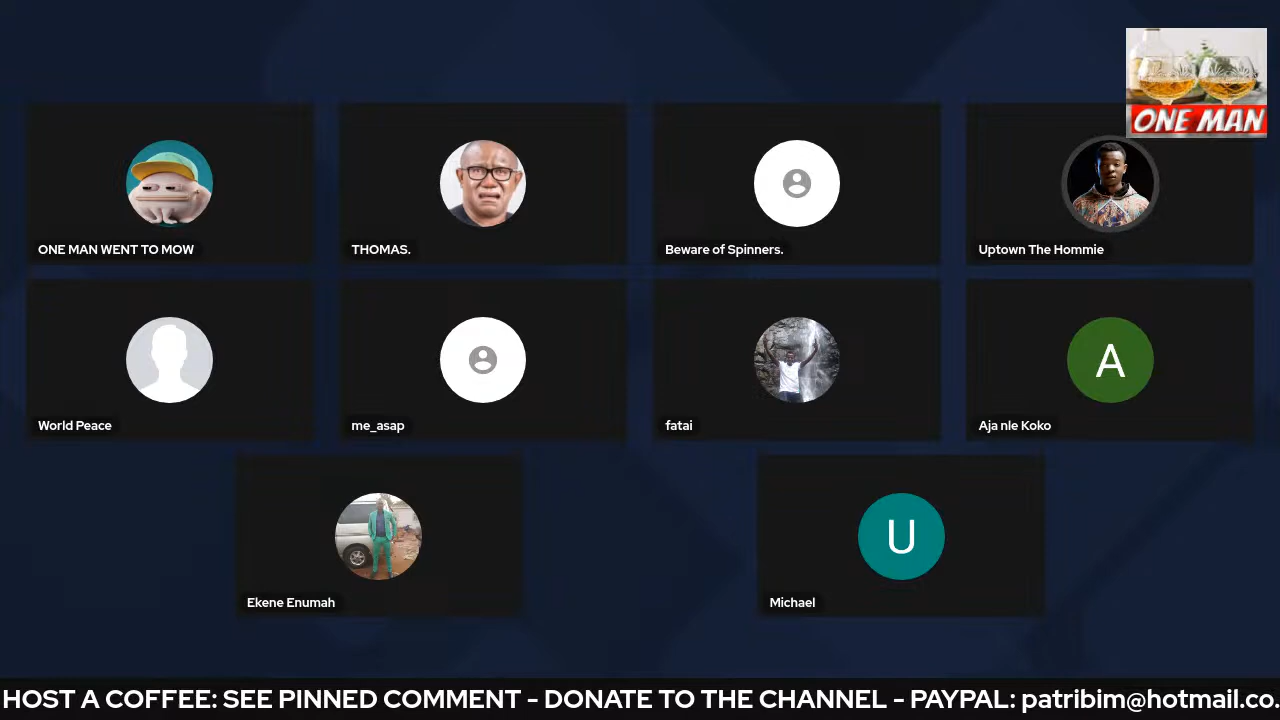 ONE MAN
ONE MAN WENT TO MOW
THOMAS.
Beware of Spinners.
Uptown The Hommie
World Peace
me_asap
fatai
A
Aja nle Koko
Ekene Enumah
U
Michael
HOST A COFFEE: SEE PINNED COMMENT - DONATE TO THE CHANNEL - PAYPAL: patribim@hotmail.co.